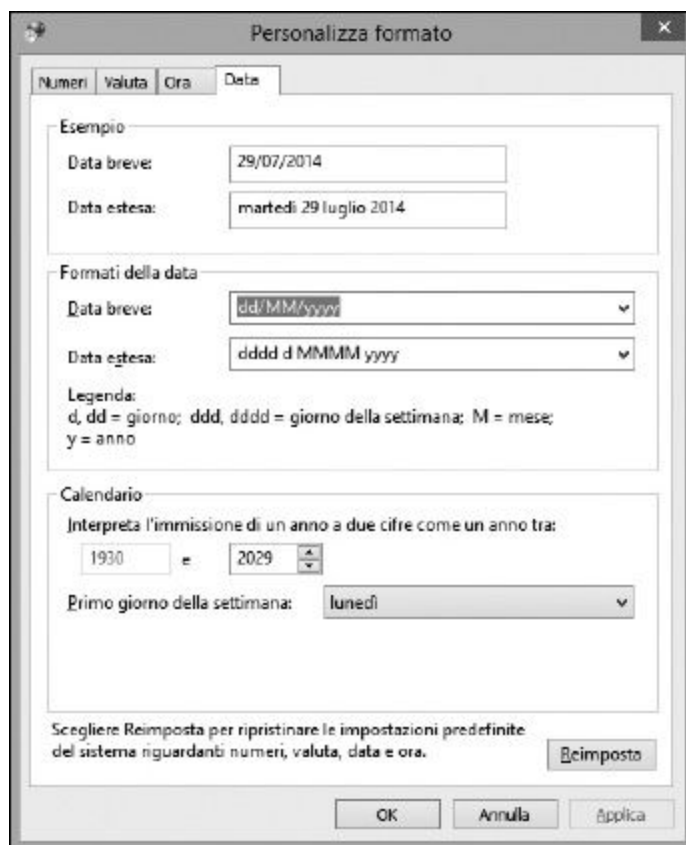 Personalizza formato
Numeri Valuta Ora Data
Esempio
Data breve: 29/07/2014
Data estesa: martedì 29 luglio 2014
Formati della data
Data breve: dd/MM/yyyy
Data estesa: dddd d MMMM yyyy
Legenda:
d, dd = giorno; ddd, dddd = giorno della settimana; M = mese;
y = anno
Calendario
Interpreta l'immissione di un anno a due cifre come un anno tra:
1930 e 2029
Primo giorno della settimana: lunedì
Scegliere Reimposta per ripristinare le impostazioni predefinite
del sistema riguardanti numeri, valuta, data e ora.
Reimposta
OK Annulla Applica